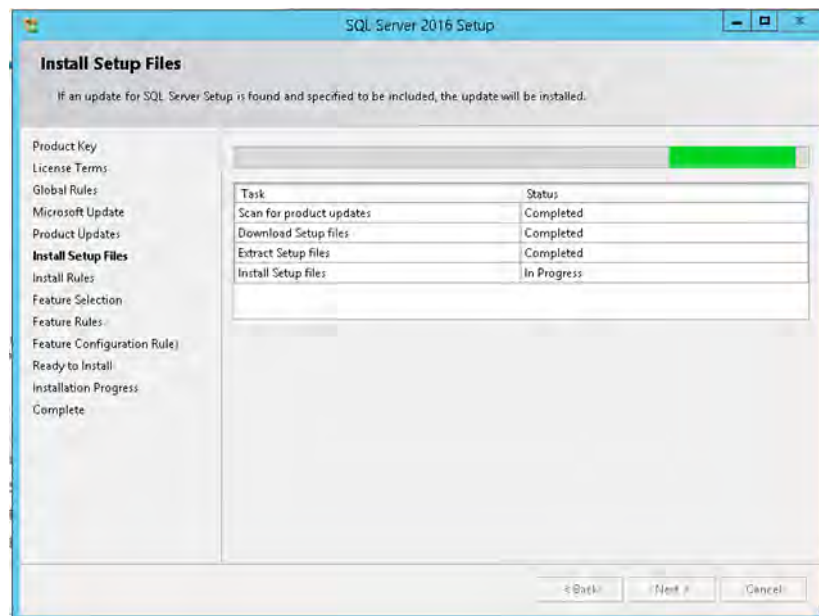 SQL Server 2016 Setup
Install Setup Files
If an update for SQL Server Setup is found and specified to be included, the update will be installed.
Product Key
License Terms
Global Rules
Microsoft Update
Product Updates
Install Setup Files
Install Rules
Feature Selection
Feature Rules
Feature Configuration Rules
Ready to Install
Installation Progress
Complete
Task Status
Scan for product updates Completed
Download Setup files Completed
Extract Setup files Completed
Install Setup files In Progress
< Back Next > Cancel